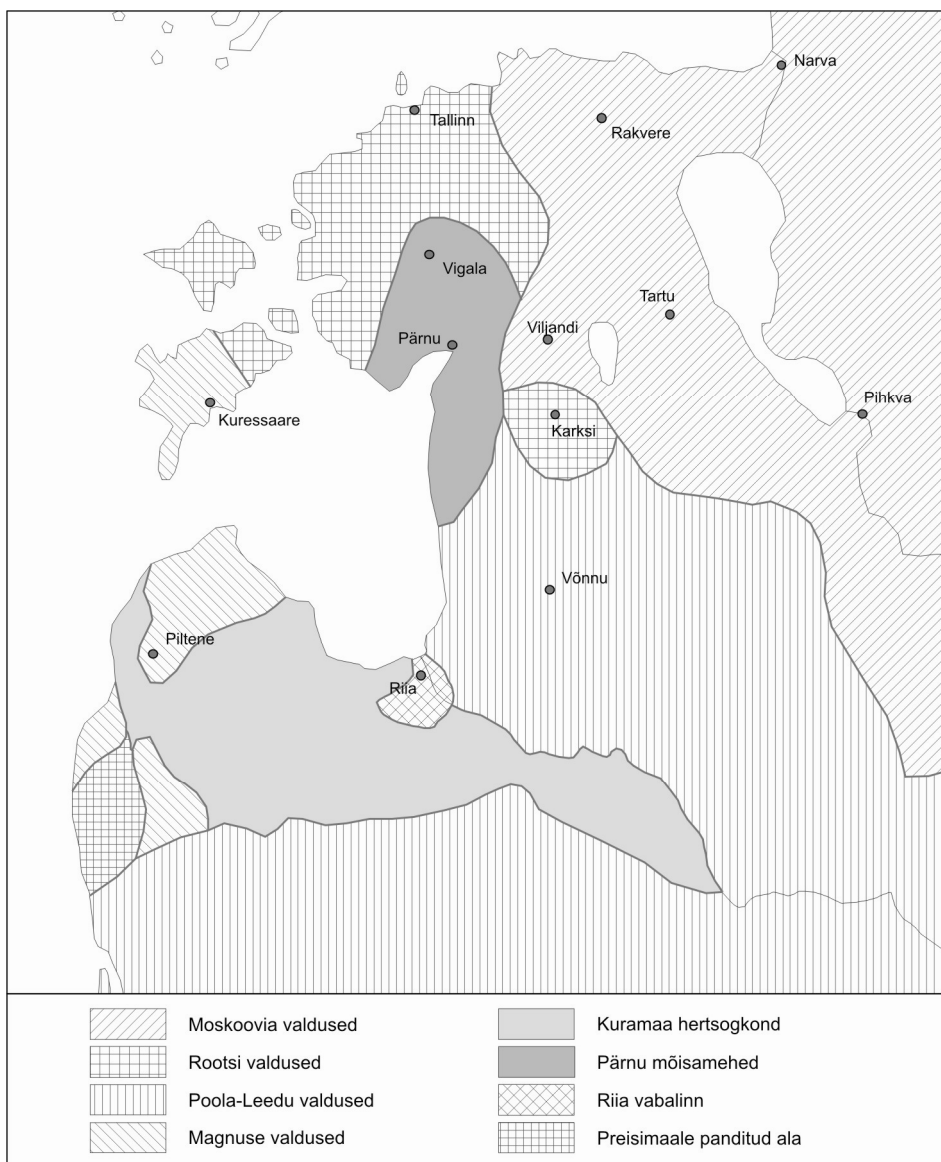 Narva
Tallinn
Rakvere
Vigala
Tartu
Viljandi
Pärnu
Pihkva
Kuressaare
Karksi
Võnnu
Piltene
Riia
Moskoovia valdused
Rootsi valdused
Poola-Leedu valdused
Magnuse valdused
Kuramaa hertsogkond
Pärnu mõisamehed
Riia vabalinn
Preisimaale panditud ala